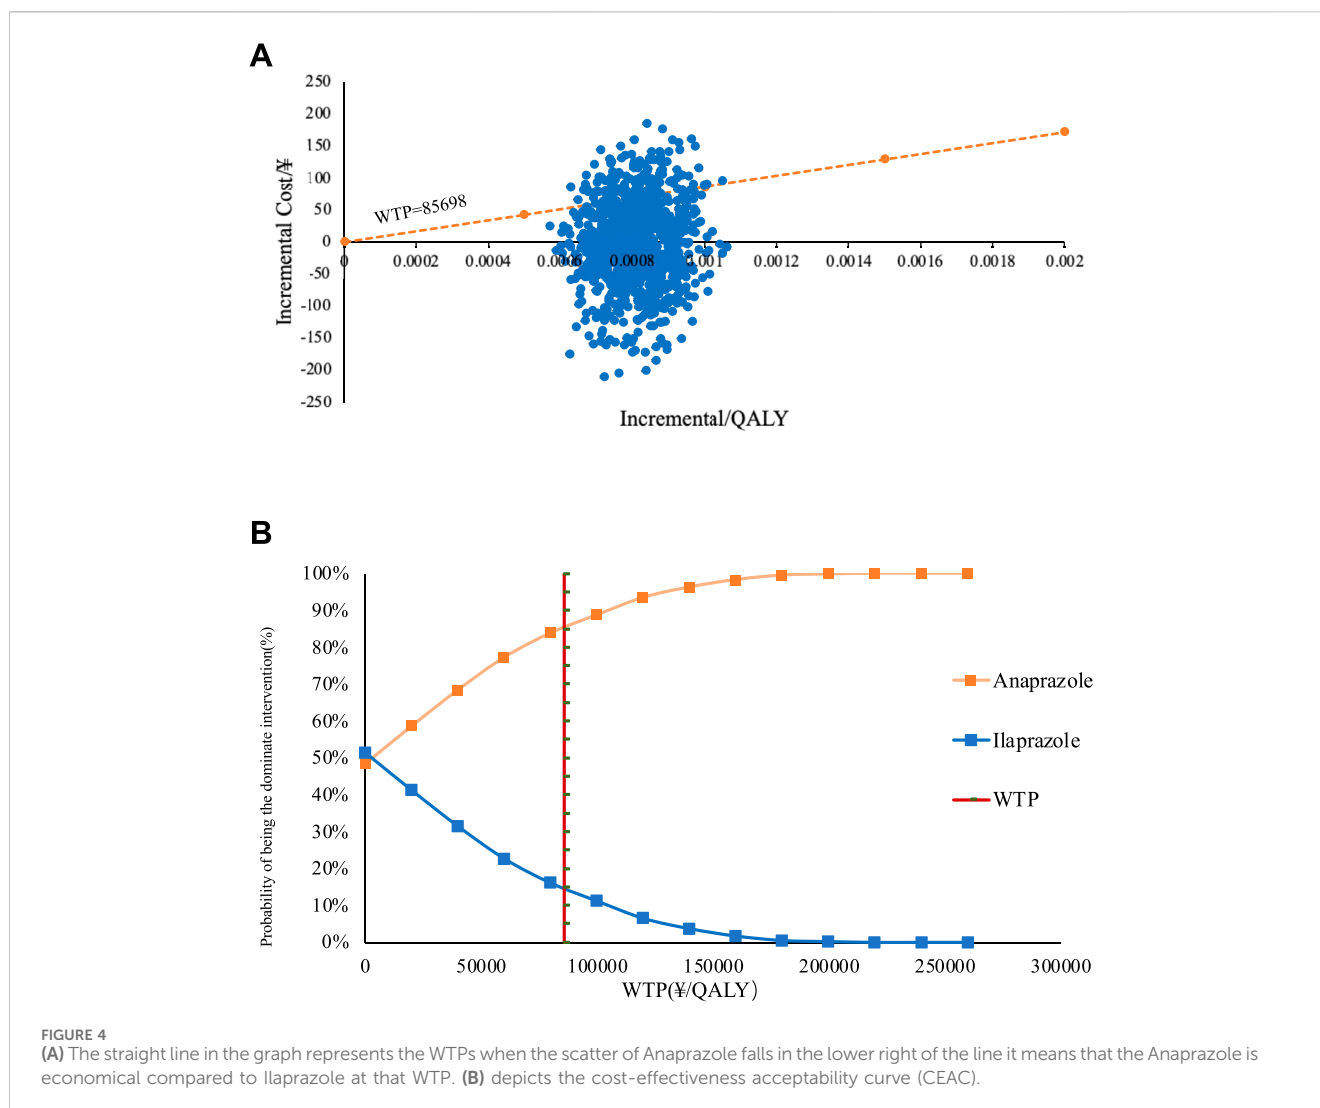 A
250
200
150
100
50
0
-50
-100
-150
-200
-250
Incremental Cost/¥
WTP=85698
0 0.0002 0.0004 0.0006 0.0008 0.001 0.0012 0.0014 0.0016 0.0018 0.002
Incremental/QALY
B
100%
90%
80%
70%
60%
50%
40%
30%
20%
10%
0%
Probability of being the dominate intervention(%)
Anaprazole
Ilaprazole
WTP
0 50000 100000 150000 200000 250000 300000
WTP(¥/QALY)
FIGURE 4
(A) The straight line in the graph represents the WTPs when the scatter of Anaprazole falls in the lower right of the line it means that the Anaprazole is
economical compared to Ilaprazole at that WTP. (B) depicts the cost-effectiveness acceptability curve (CEAC).